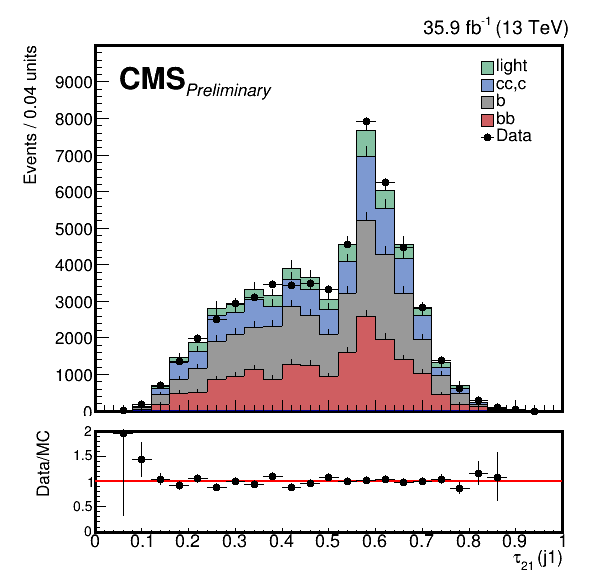 35.9 fb⁻¹ (13 TeV)
CMS Preliminary
Events / 0.04 units
light
cc,c
b
bb
Data
9000
8000
7000
6000
5000
4000
3000
2000
1000
0
Data/MC
2
1.5
1
0.5
0
0 0.1 0.2 0.3 0.4 0.5 0.6 0.7 0.8 0.9 1
τ₂₁ (j1)